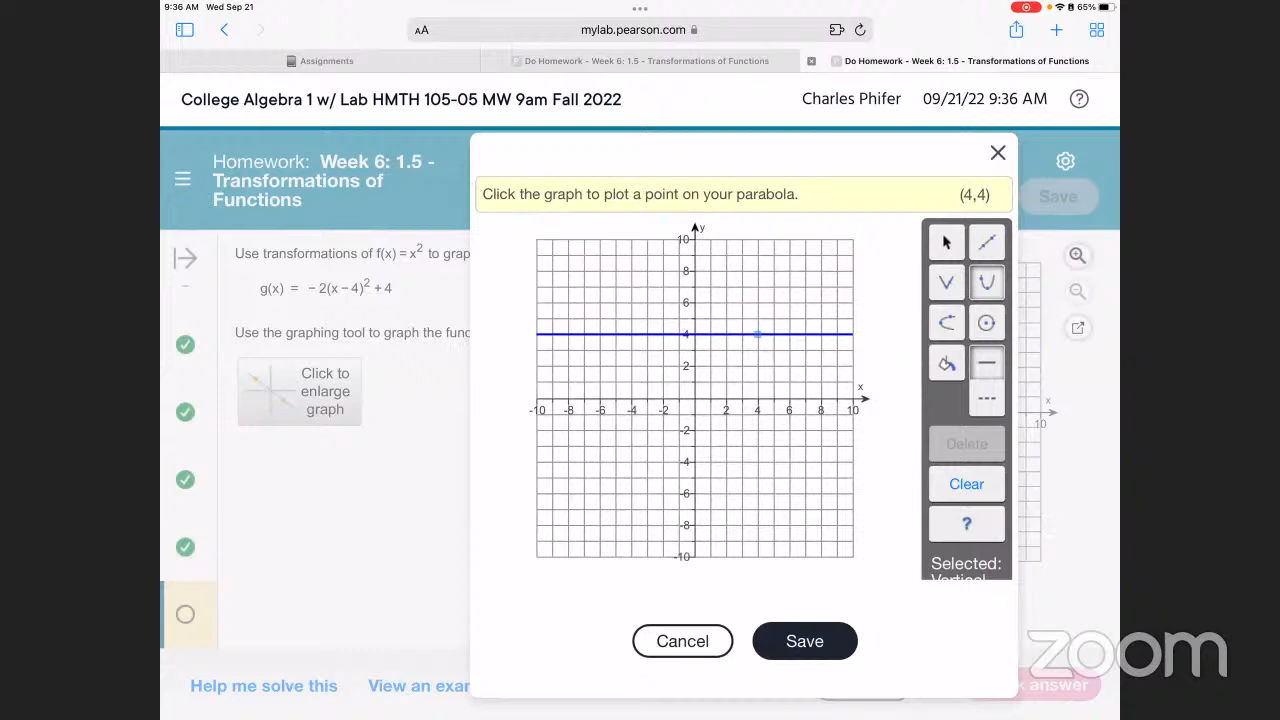 9:36 AM Wed Sep 21
65%
AA
mylab.pearson.com
Assignments
Do Homework - Week 6: 1.5 - Transformations of Functions
Do Homework - Week 6: 1.5 - Transformations of Functions
College Algebra 1 w/ Lab HMTH 105-05 MW 9am Fall 2022
Charles Phifer
09/21/22 9:36 AM
?
Homework: Week 6: 1.5 -
Transformations of
Functions
Save
Use transformations of f(x) = x² to grap
g(x) = − 2(x − 4)² + 4
Use the graphing tool to graph the func
Click to
enlarge
graph
Click the graph to plot a point on your parabola.
(4,4)
y
10
8
6
4
2
x
-10 -8 -6 -4 -2 2 4 6 8 10
-2
-4
-6
-8
-10
Delete
Clear
?
Selected:
Vertical
x
10
Cancel
Save
Help me solve this
View an exar
k answer
zoom